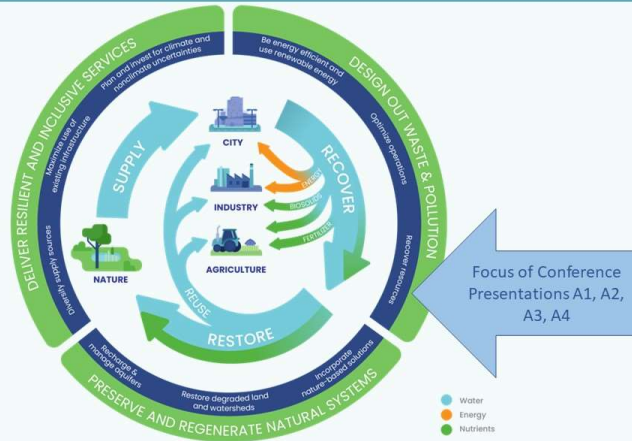 DELIVER RESILIENT AND INCLUSIVE SERVICES
Diversify supply sources
Maximize use of
existing infrastructure
Plan and invest for climate and
nonclimate uncertainties
DESIGN OUT WASTE & POLLUTION
Be energy efficient and
use renewable energy
Optimize operations
Recover resources
PRESERVE AND REGENERATE NATURAL SYSTEMS
Recharge &
manage aquifers
Restore degraded land
and watersheds
Incorporate
nature-based solutions
SUPPLY
CITY
RECOVER
ENERGY
INDUSTRY
BIOSOLIDS
FERTILIZER
AGRICULTURE
NATURE
REUSE
RESTORE
Focus of Conference
Presentations A1, A2,
A3, A4
Water
Energy
Nutrients